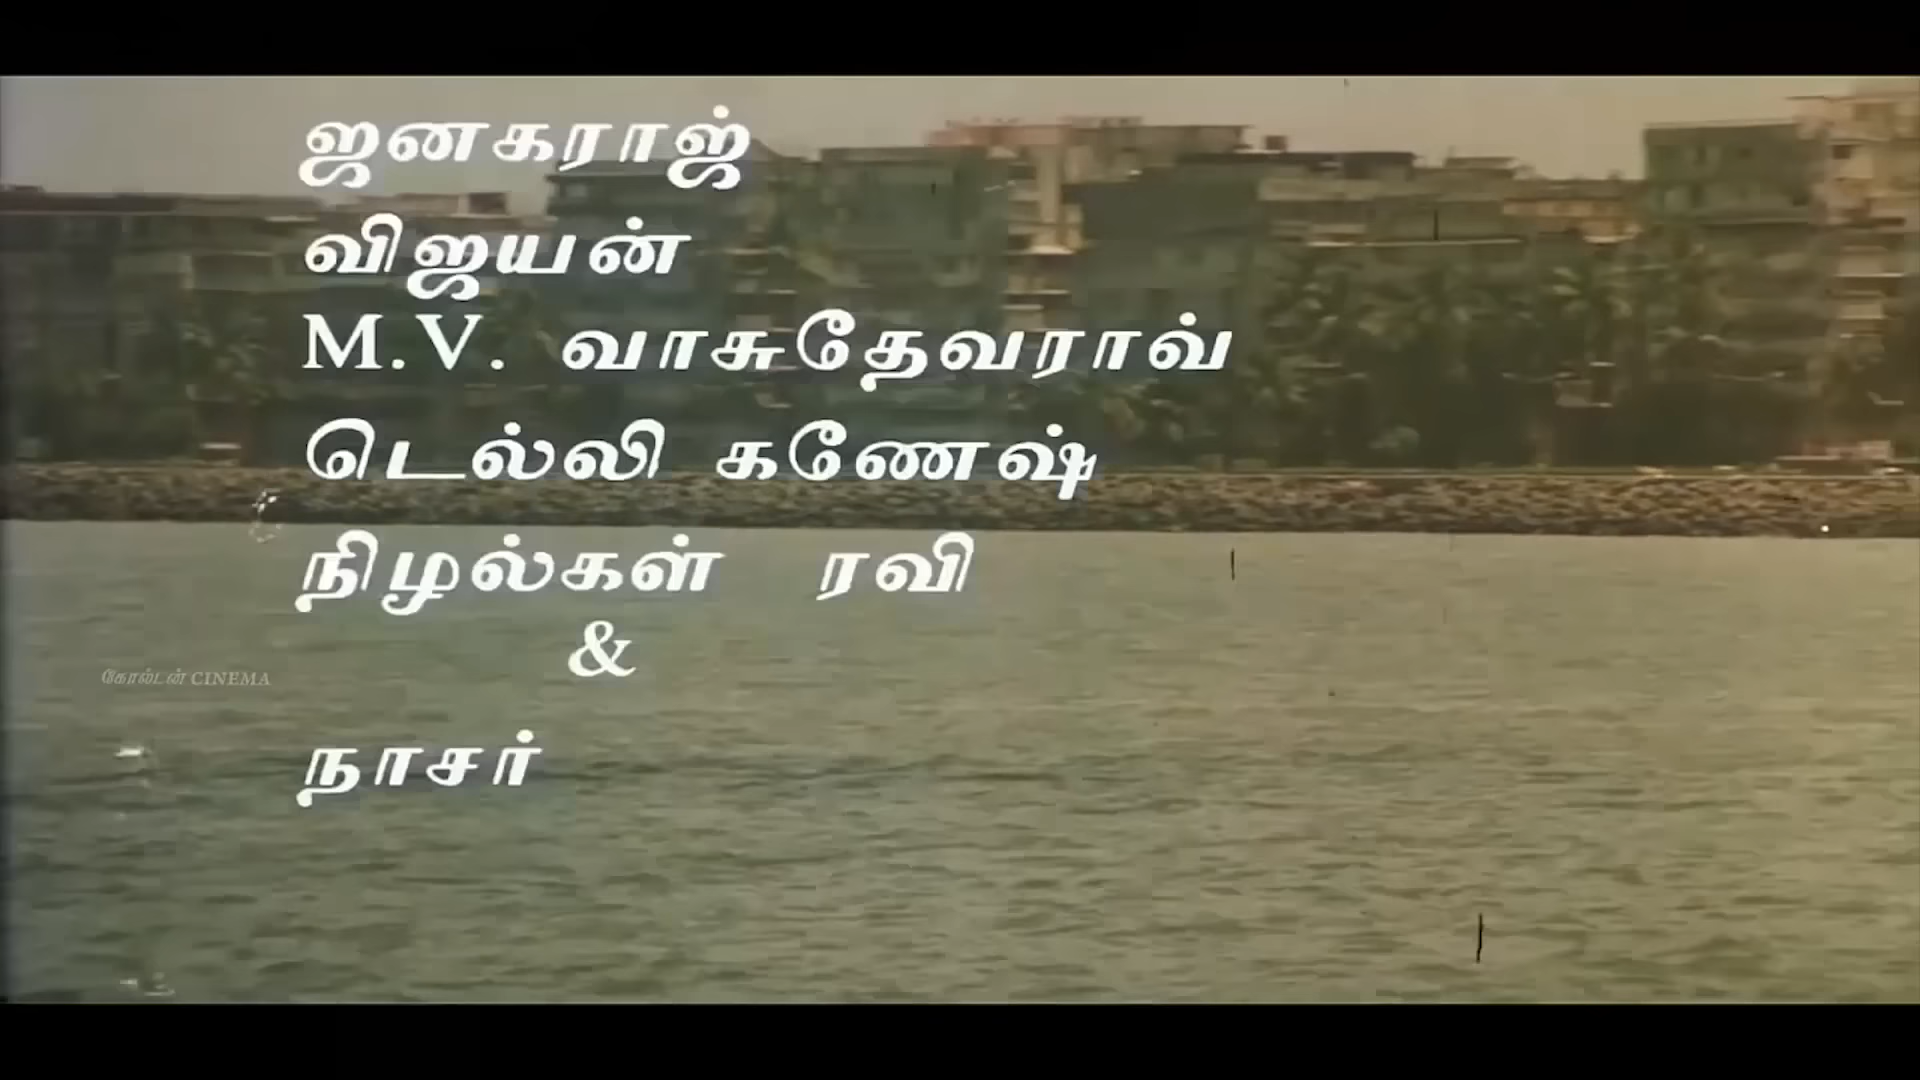 ஜனகராஜ்
விஜயன்
M.V. வாசுதேவராவ்
டெல்லி கணேஷ்
நிழல்கள் ரவி
&
கோல்டன் CINEMA
நாசர்